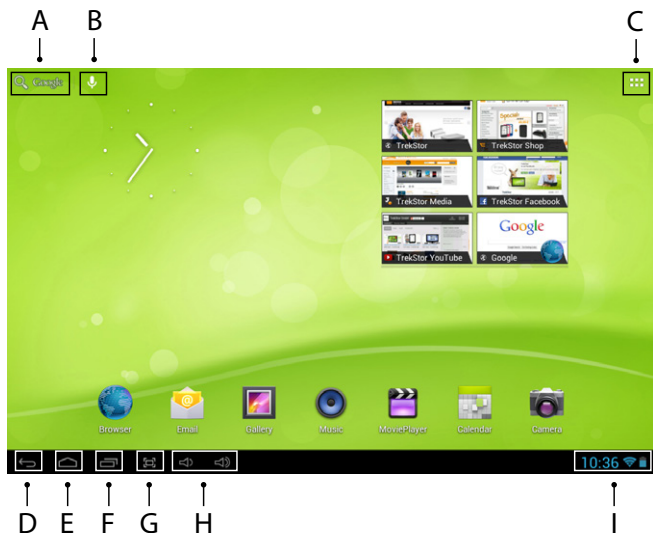 A B C
Google
TrekStor TrekStor Shop
TrekStor Media TrekStor Facebook
Google
TrekStor YouTube Google
Browser Email Gallery Music MoviePlayer Calendar Camera
10:36
D E F G H I